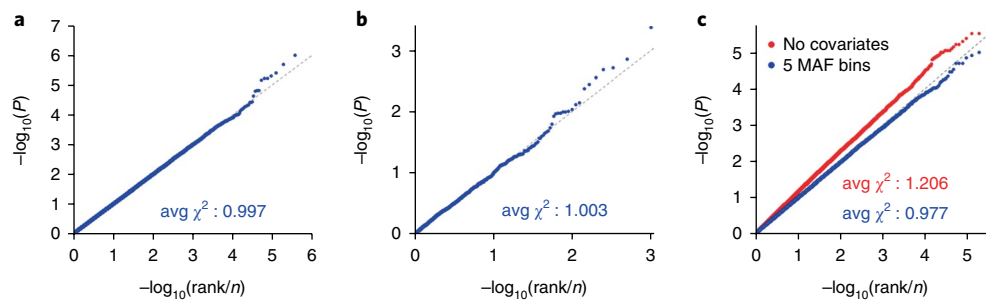 a
7
6
5
4
3
2
1
0
–log10(P)
avg χ² : 0.997
0 1 2 3 4 5 6
–log10(rank/n)
b
3
2
1
0
–log10(P)
avg χ² : 1.003
0 1 2 3
–log10(rank/n)
c
5
4
3
2
1
0
–log10(P)
No covariates
5 MAF bins
avg χ² : 1.206
avg χ² : 0.977
0 1 2 3 4 5
–log10(rank/n)